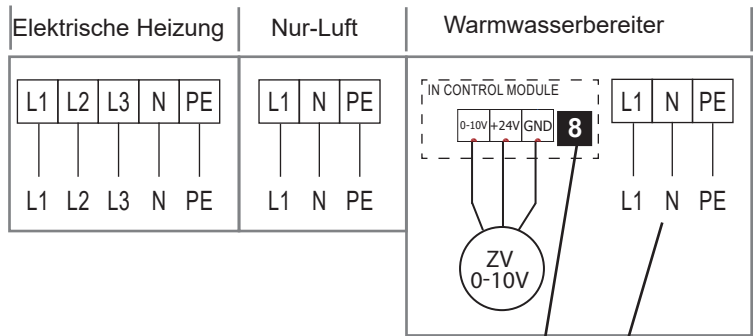 Elektrische Heizung
Nur-Luft
Warmwasserbereiter
L1 L2 L3 N PE
L1 L2 L3 N PE
L1 N PE
L1 N PE
IN CONTROL MODULE
0-10V +24V GND 8
ZV
0-10V
L1 N PE
L1 N PE